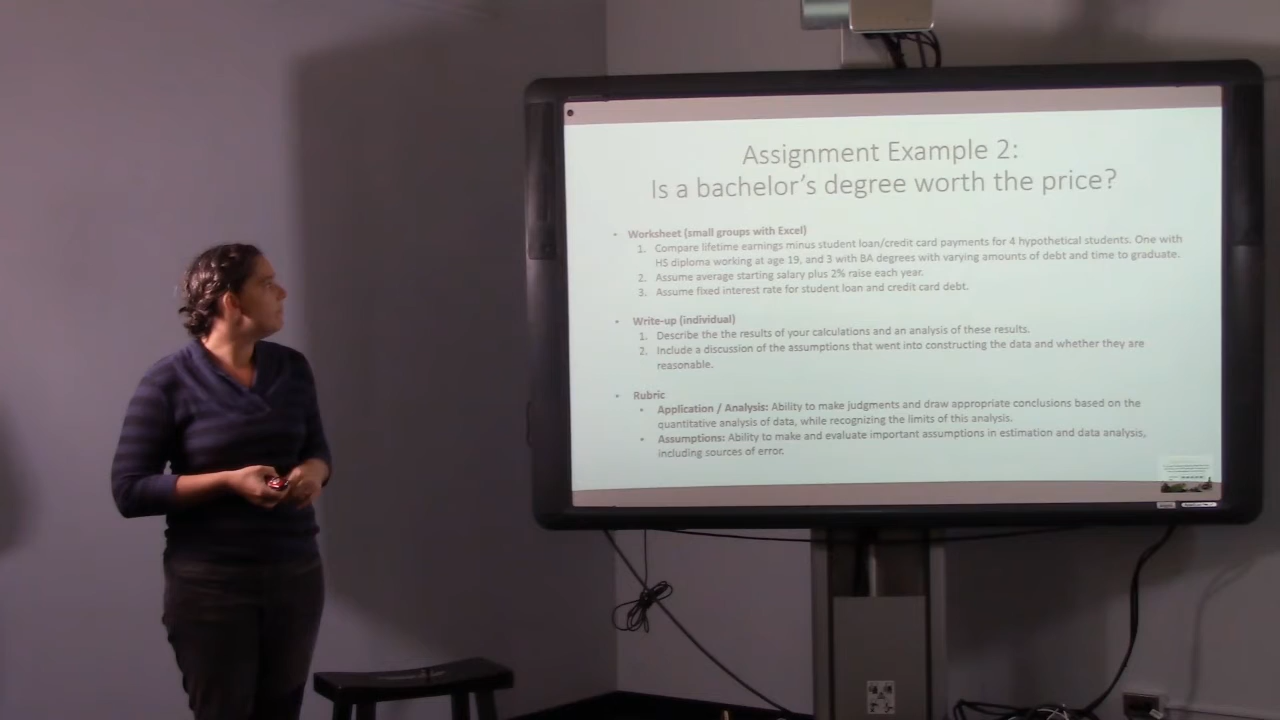 Assignment Example 2:
Is a bachelor's degree worth the price?
• Worksheet (small groups with Excel)
1. Compare lifetime earnings minus student loan/credit card payments for 4 hypothetical students. One with
HS diploma working at age 19, and 3 with BA degrees with varying amounts of debt and time to graduate.
2. Assume average starting salary plus 2% raise each year.
3. Assume fixed interest rate for student loan and credit card debt.
• Write-up (individual)
1. Describe the the results of your calculations and an analysis of these results.
2. Include a discussion of the assumptions that went into constructing the data and whether they are
reasonable.
• Rubric
• Application / Analysis: Ability to make judgments and draw appropriate conclusions based on the
quantitative analysis of data, while recognizing the limits of this analysis.
• Assumptions: Ability to make and evaluate important assumptions in estimation and data analysis,
including sources of error.